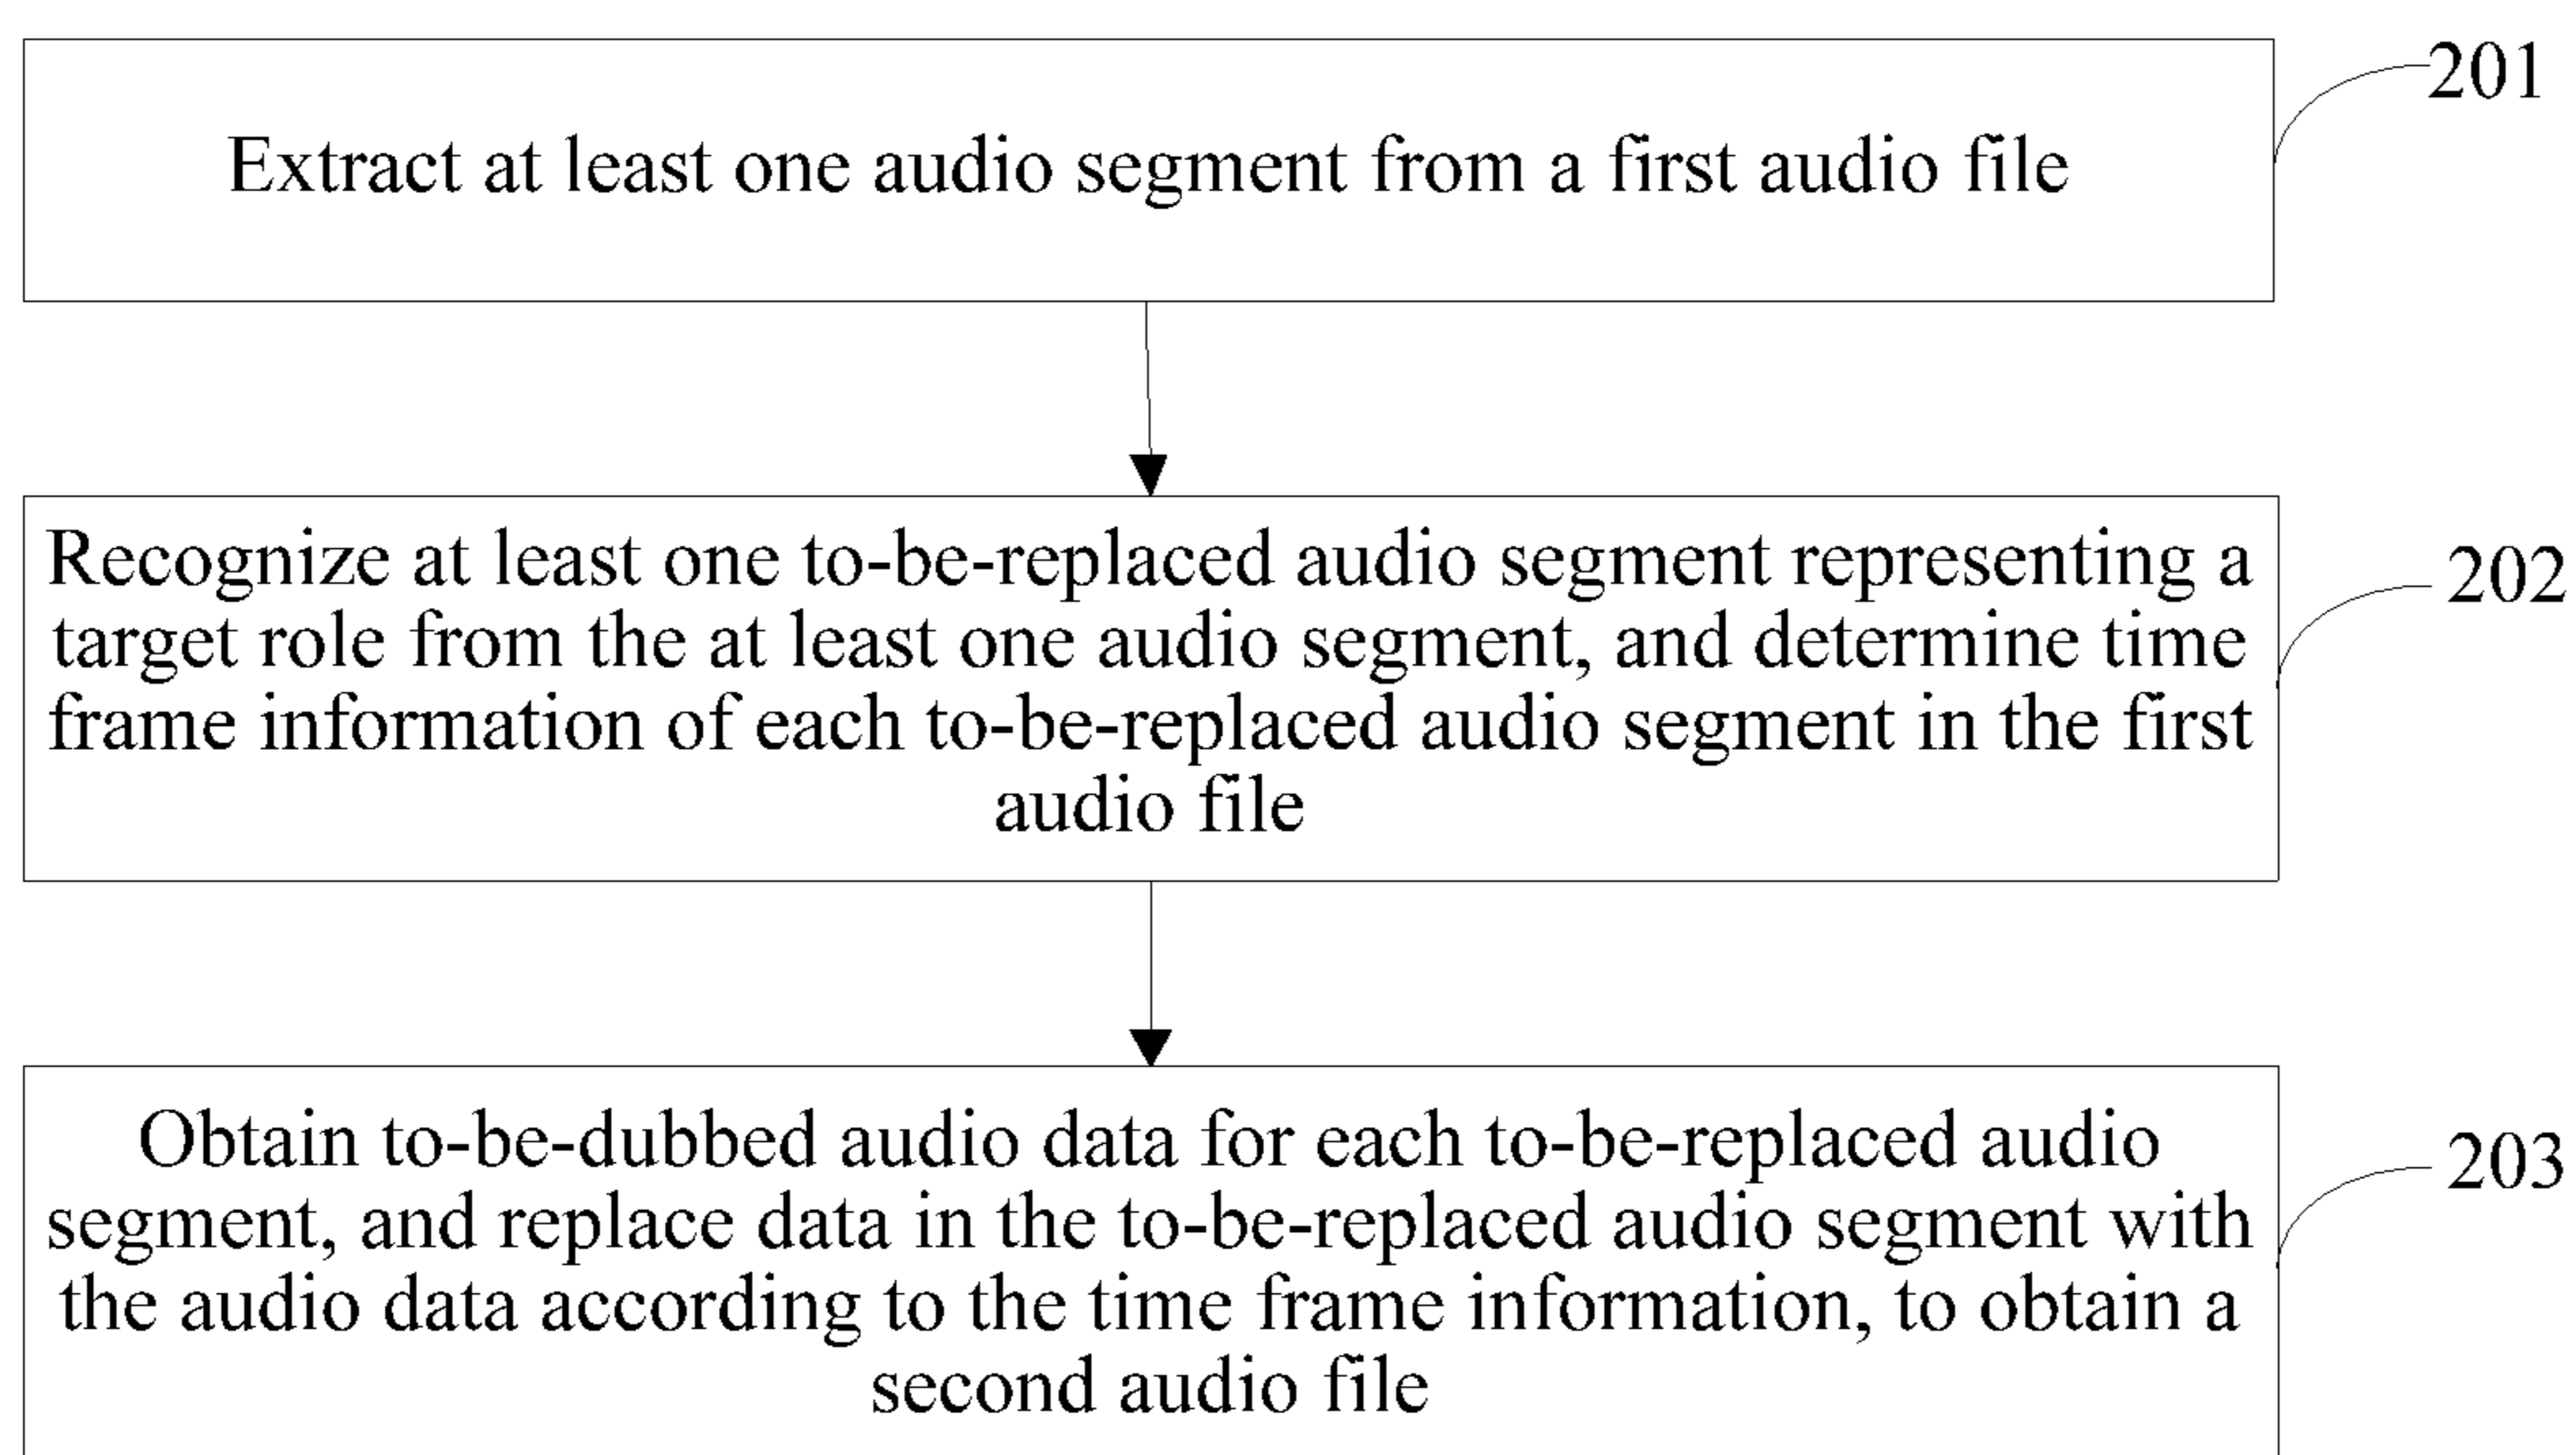 201
Extract at least one audio segment from a first audio file
Recognize at least one to-be-replaced audio segment representing a
target role from the at least one audio segment, and determine time
frame information of each to-be-replaced audio segment in the first
audio file
202
Obtain to-be-dubbed audio data for each to-be-replaced audio
segment, and replace data in the to-be-replaced audio segment with
the audio data according to the time frame information, to obtain a
second audio file
203